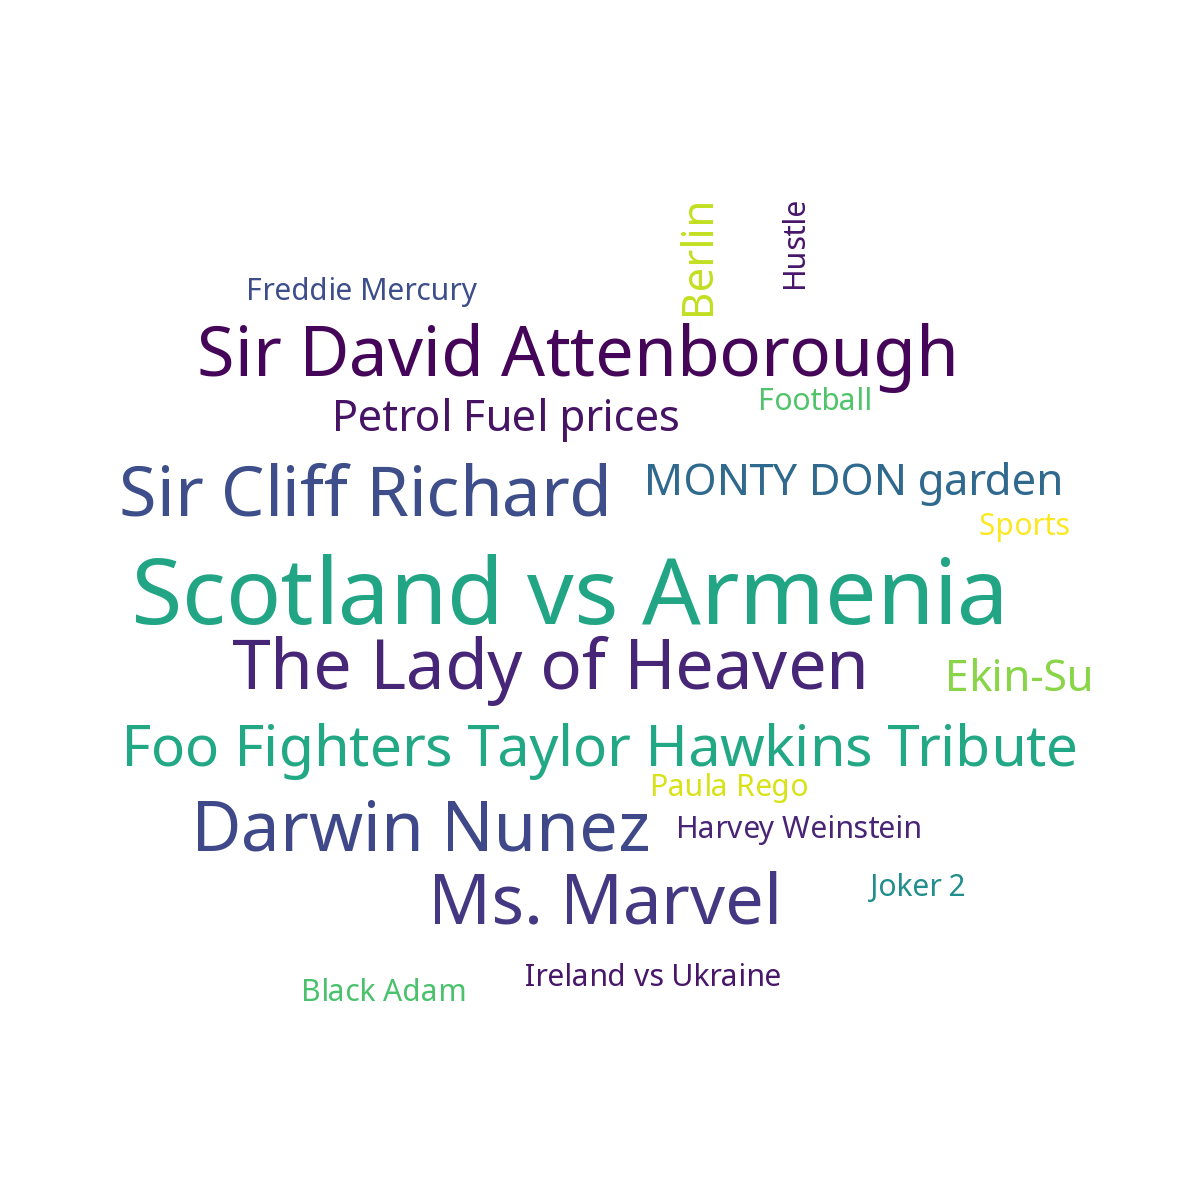 Berlin
Hustle
Freddie Mercury
Sir David Attenborough
Petrol Fuel prices
Football
Sir Cliff Richard
MONTY DON garden
Sports
Scotland vs Armenia
The Lady of Heaven
Ekin-Su
Foo Fighters Taylor Hawkins Tribute
Paula Rego
Darwin Nunez
Harvey Weinstein
Ms. Marvel
Joker 2
Ireland vs Ukraine
Black Adam